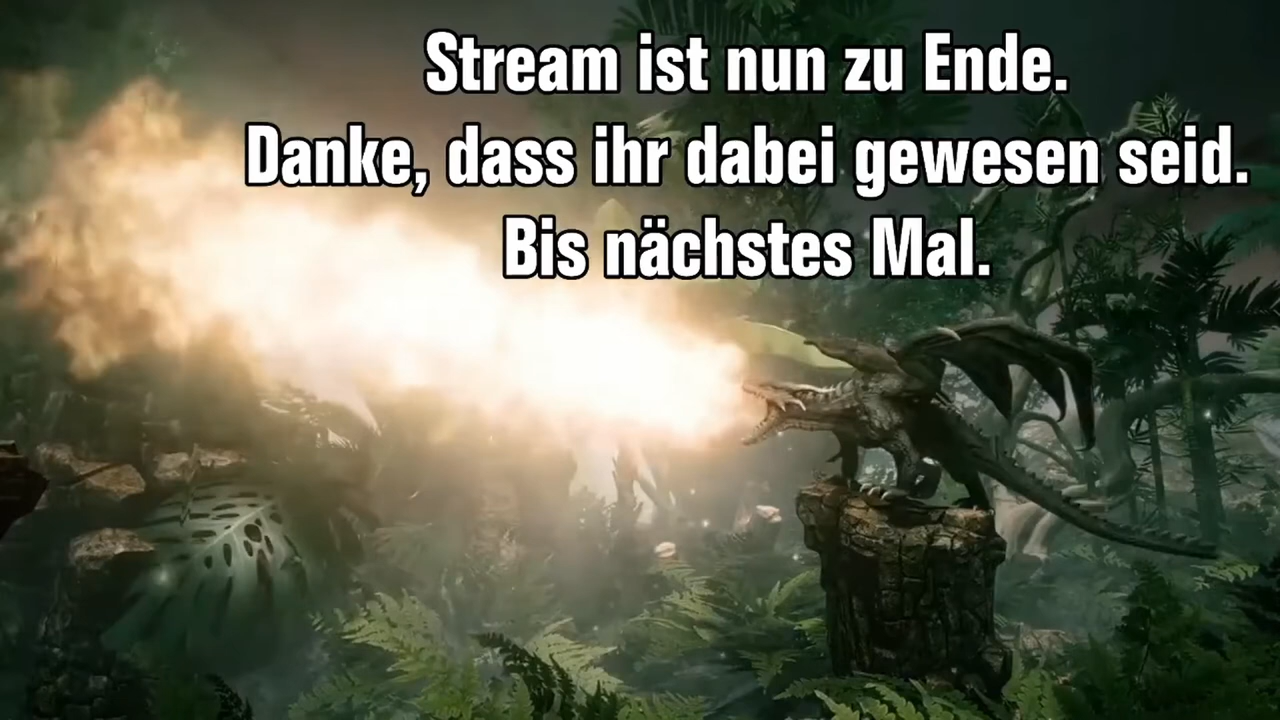 Stream ist nun zu Ende.
Danke, dass ihr dabei gewesen seid.
Bis nächstes Mal.